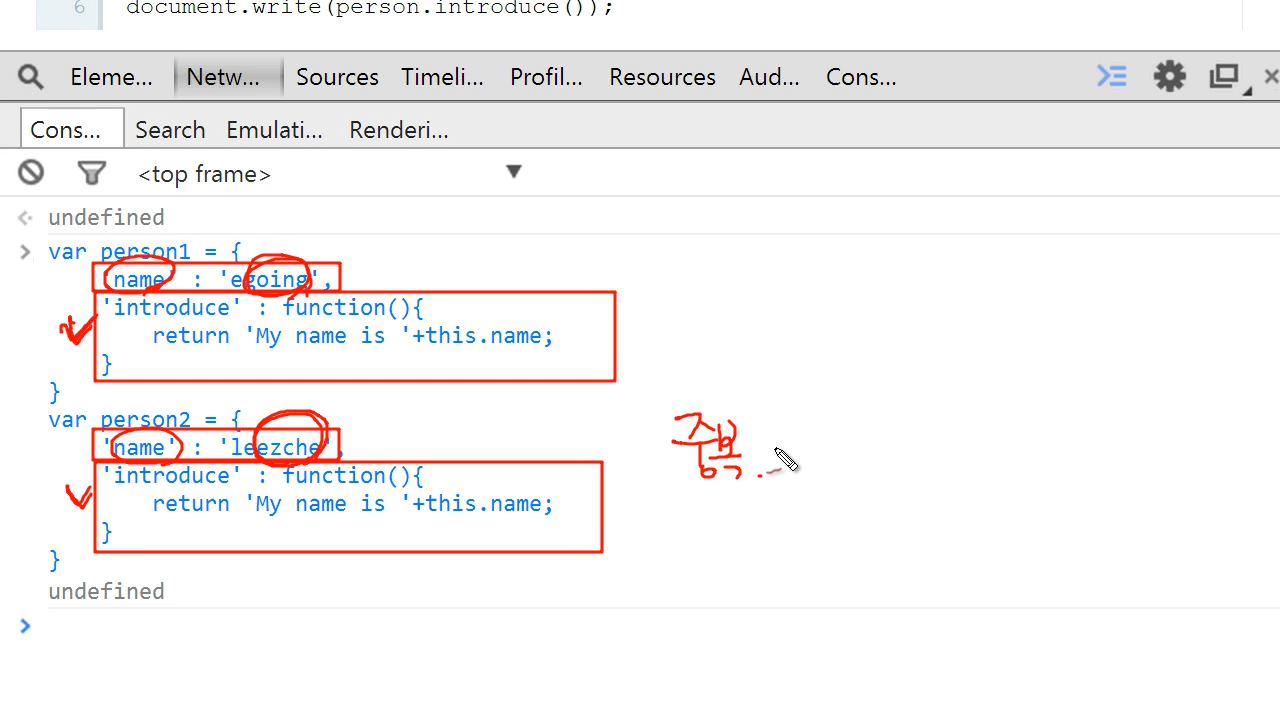 6 document.write(person.introduce());
Eleme... Netw... Sources Timeli... Profil... Resources Aud... Cons...
Cons... Search Emulati... Renderi...
<top frame>
undefined
var person1 = {
'name' : 'egoing',
'introduce' : function(){
return 'My name is '+this.name;
}
}
var person2 = {
'name' : 'leezche',
'introduce' : function(){
return 'My name is '+this.name;
}
}
중복
undefined